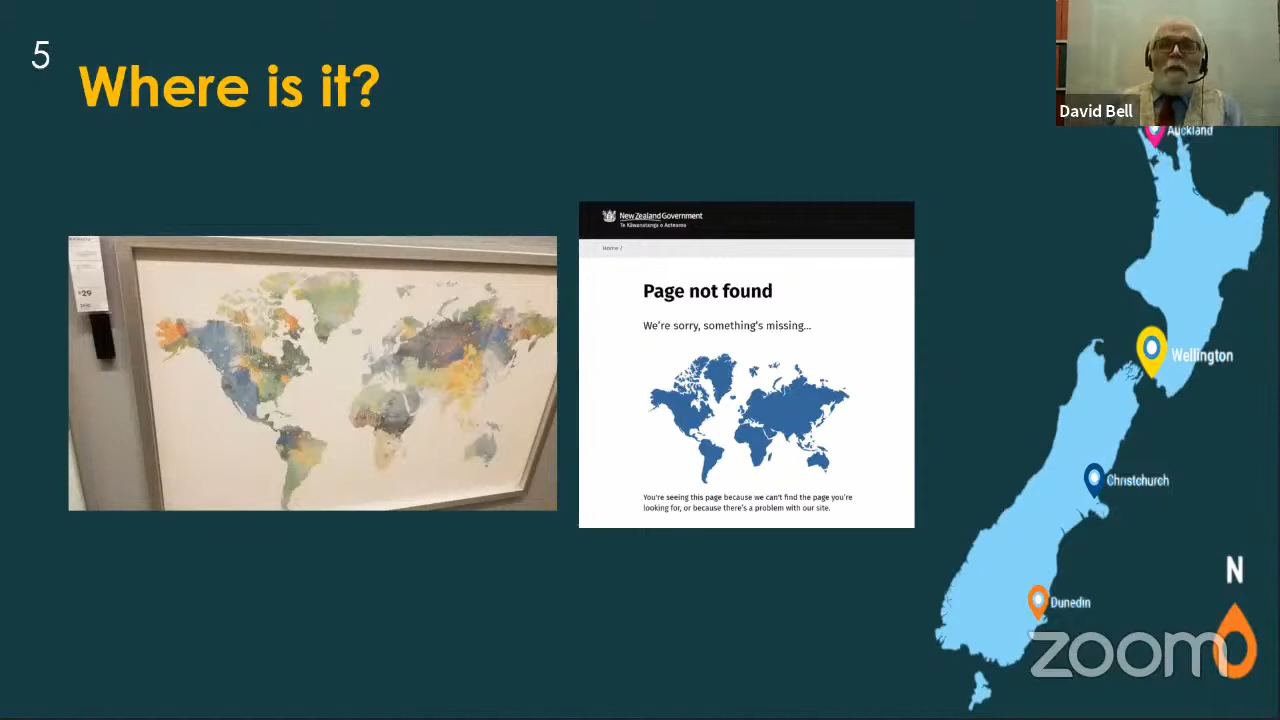 5
Where is it?
David Bell
Auckland
$29
New Zealand Government
Te Kāwanatanga o Aotearoa
Home /
Page not found
We're sorry, something's missing...
You're seeing this page because we can't find the page you're
looking for, or because there's a problem with our site.
Wellington
Christchurch
Dunedin
N
zoom